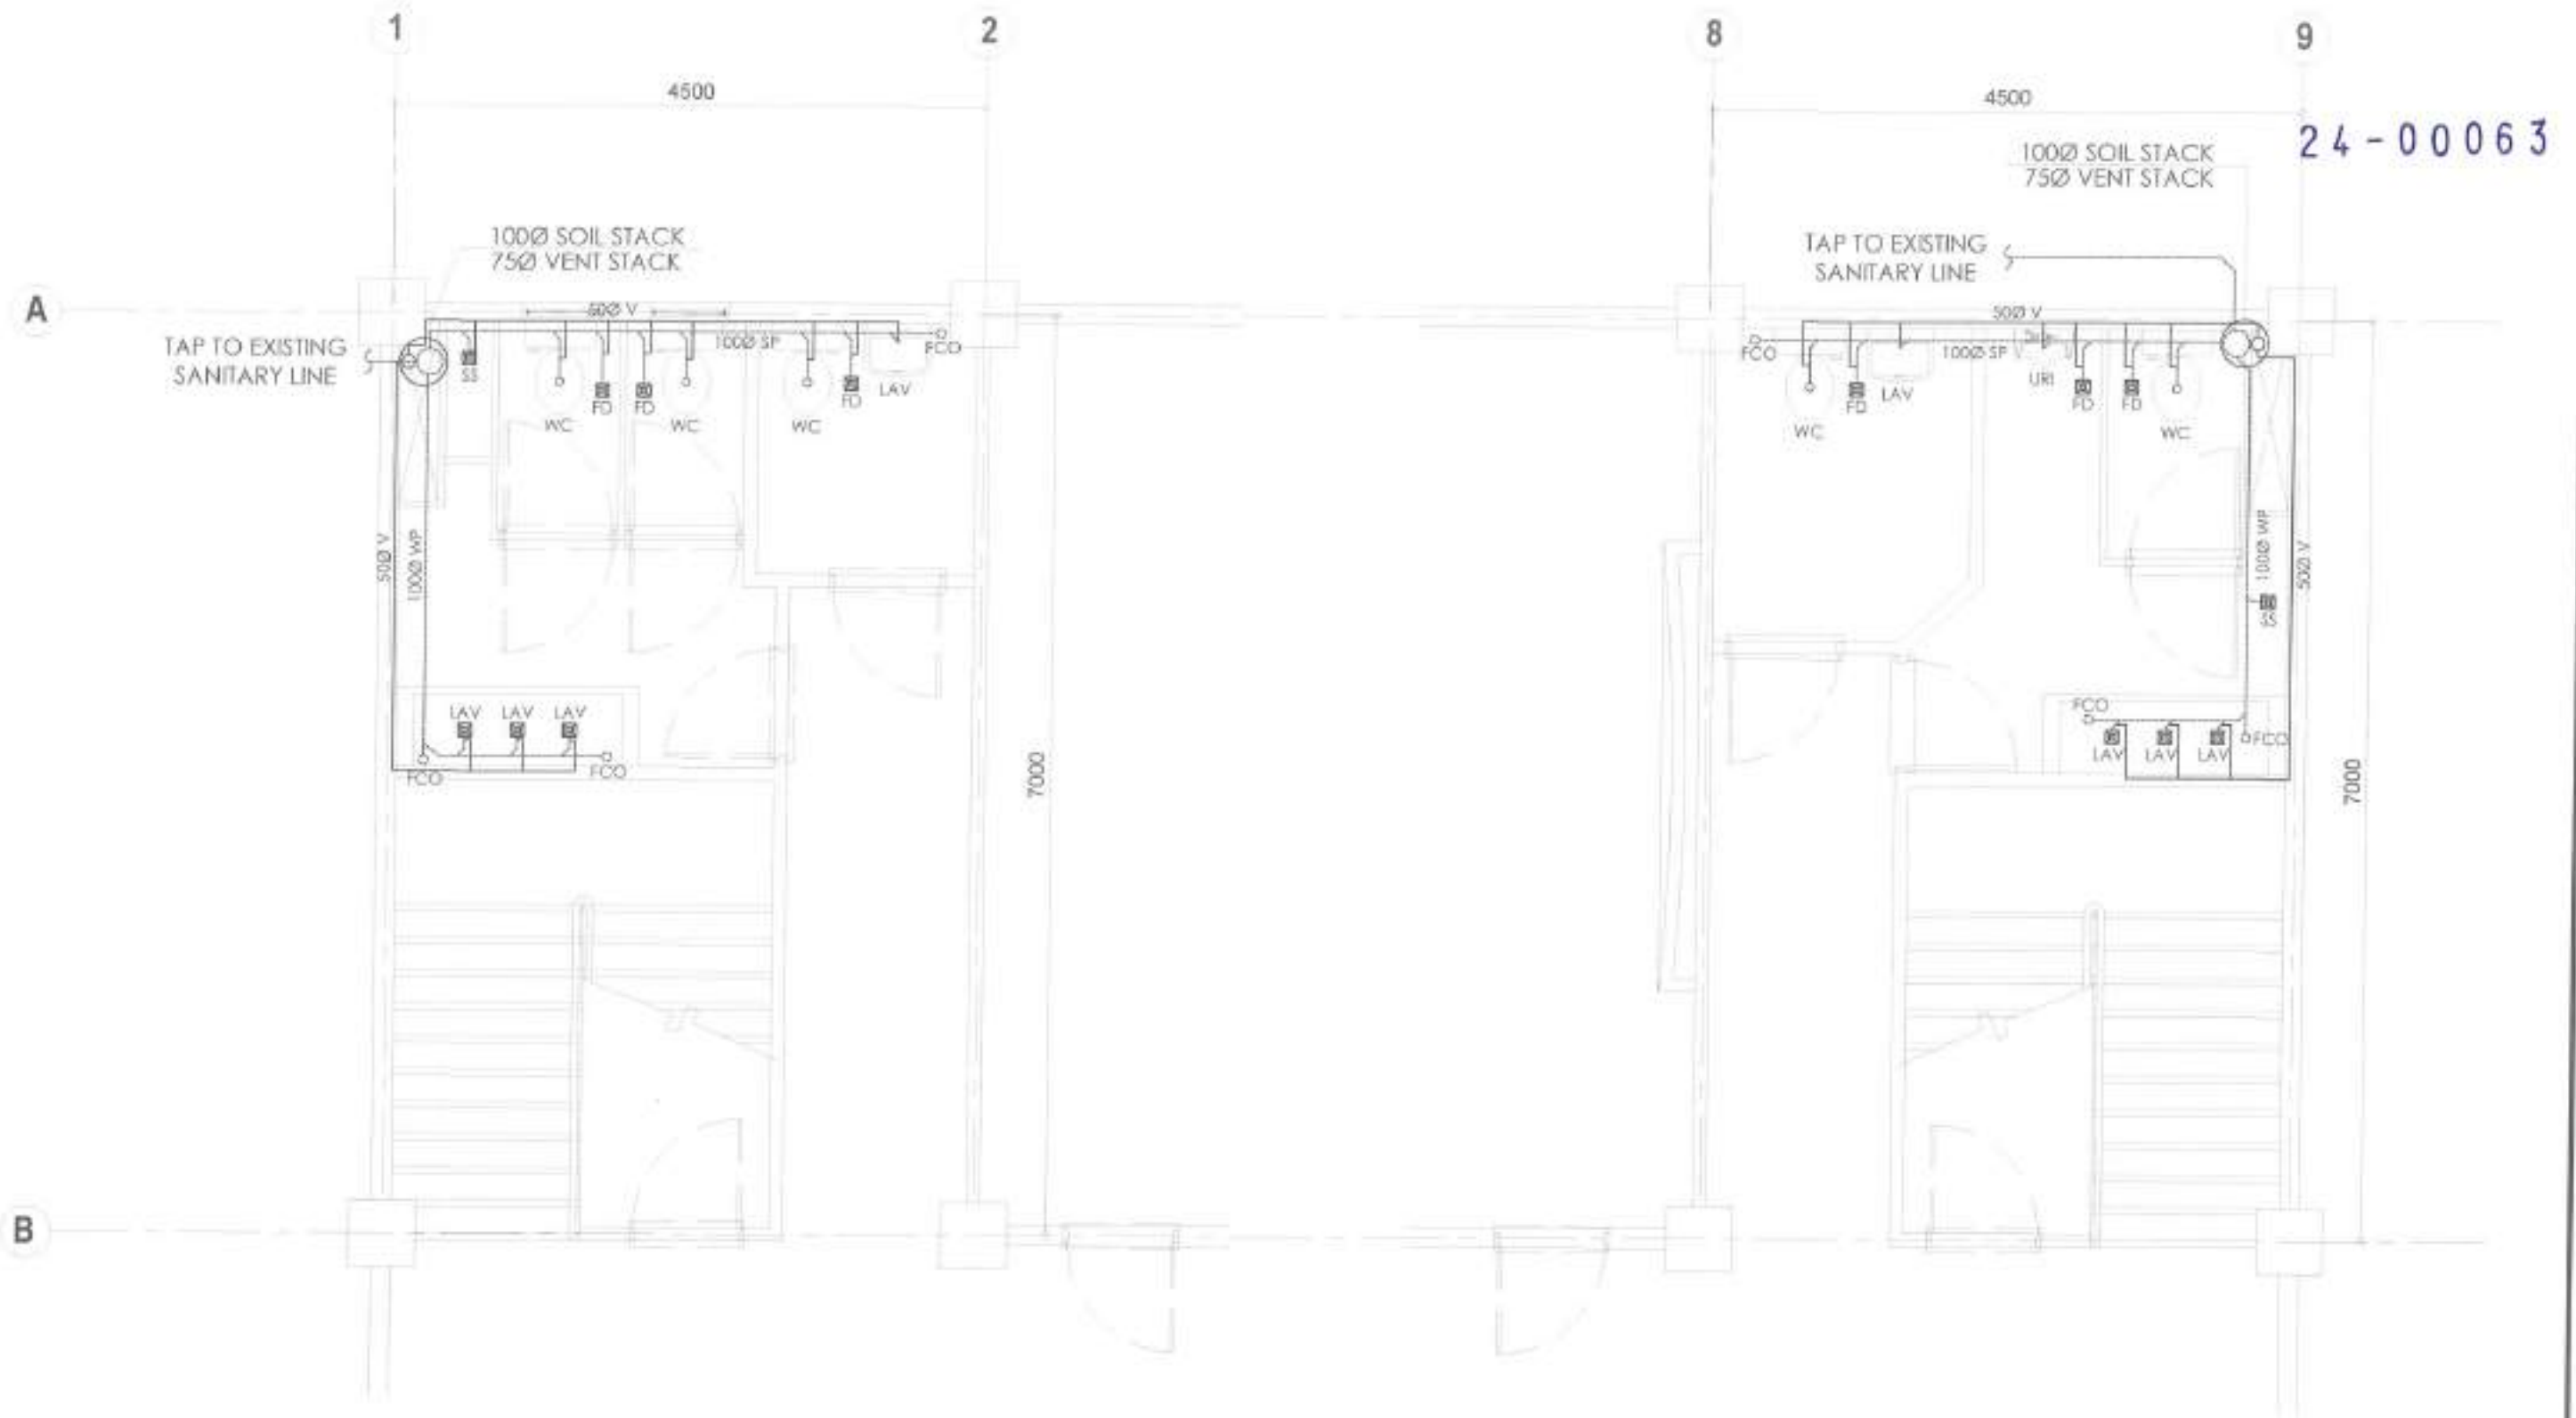 1
2
8
9
4500
4500
24-00063
100Ø SOIL STACK
75Ø VENT STACK
100Ø SOIL STACK
75Ø VENT STACK
TAP TO EXISTING
SANITARY LINE
A
50Ø V
50Ø V
TAP TO EXISTING
SANITARY LINE
100Ø SP
FCO
FCO
100Ø SP
SS
FD
FD
FD
LAV
WC
WC
WC
URI
FD
LAV
FD
FD
WC
WC
50Ø V
100Ø WP
100Ø WP
50Ø V
SS
LAV
LAV
LAV
FCO
FCO
FCO
LAV
LAV
LAV
FCO
7000
7000
B